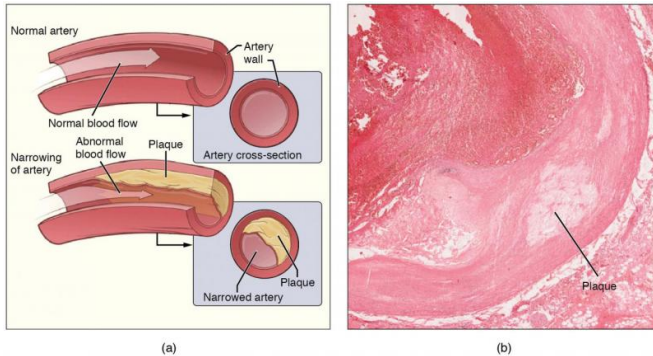 Normal artery
Artery
wall
Normal blood flow
Artery cross-section
Abnormal
blood flow
Plaque
Narrowing
of artery
Plaque
Narrowed artery
Plaque
(a)
(b)